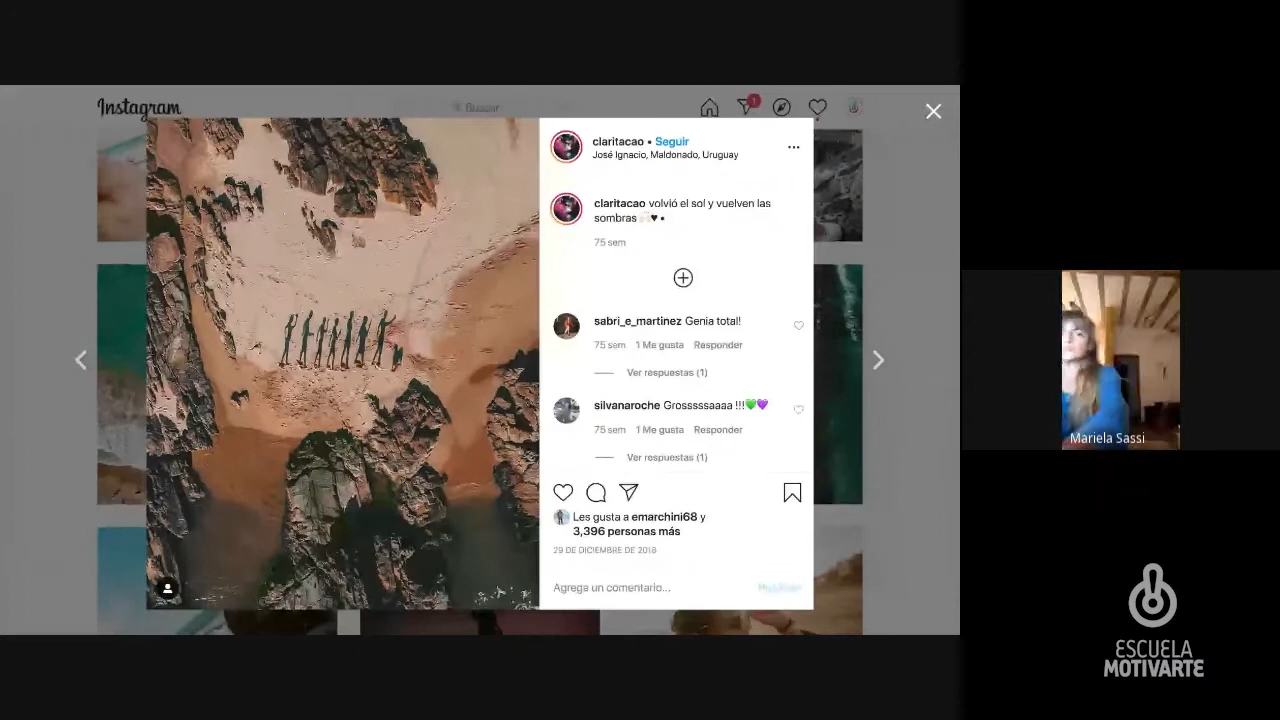 Instagram
Buscar
1
claritacao • Seguir
José Ignacio, Maldonado, Uruguay
claritacao volvió el sol y vuelven las
sombras 🏻♥ •
75 sem
sabri_e_martinez Genia total!
75 sem 1 Me gusta Responder
Ver respuestas (1)
silvanaroche Grosssssaaaa !!!💚💜
75 sem 1 Me gusta Responder
Ver respuestas (1)
Les gusta a emarchini68 y
3,396 personas más
29 DE DICIEMBRE DE 2018
Agrega un comentario...
Mariela Sassi
ESCUELA
MOTIVARTE